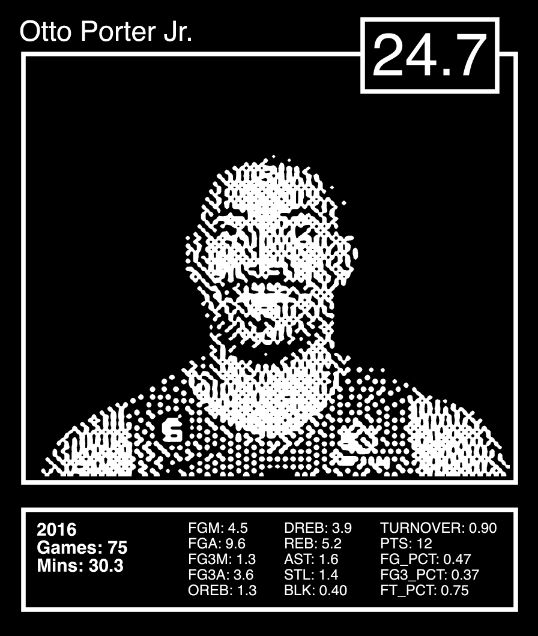 Otto Porter Jr.
24.7
2016
Games: 75
Mins: 30.3
FGM: 4.5
FGA: 9.6
FG3M: 1.3
FG3A: 3.6
OREB: 1.3
DREB: 3.9
REB: 5.2
AST: 1.6
STL: 1.4
BLK: 0.40
TURNOVER: 0.90
PTS: 12
FG_PCT: 0.47
FG3_PCT: 0.37
FT_PCT: 0.75